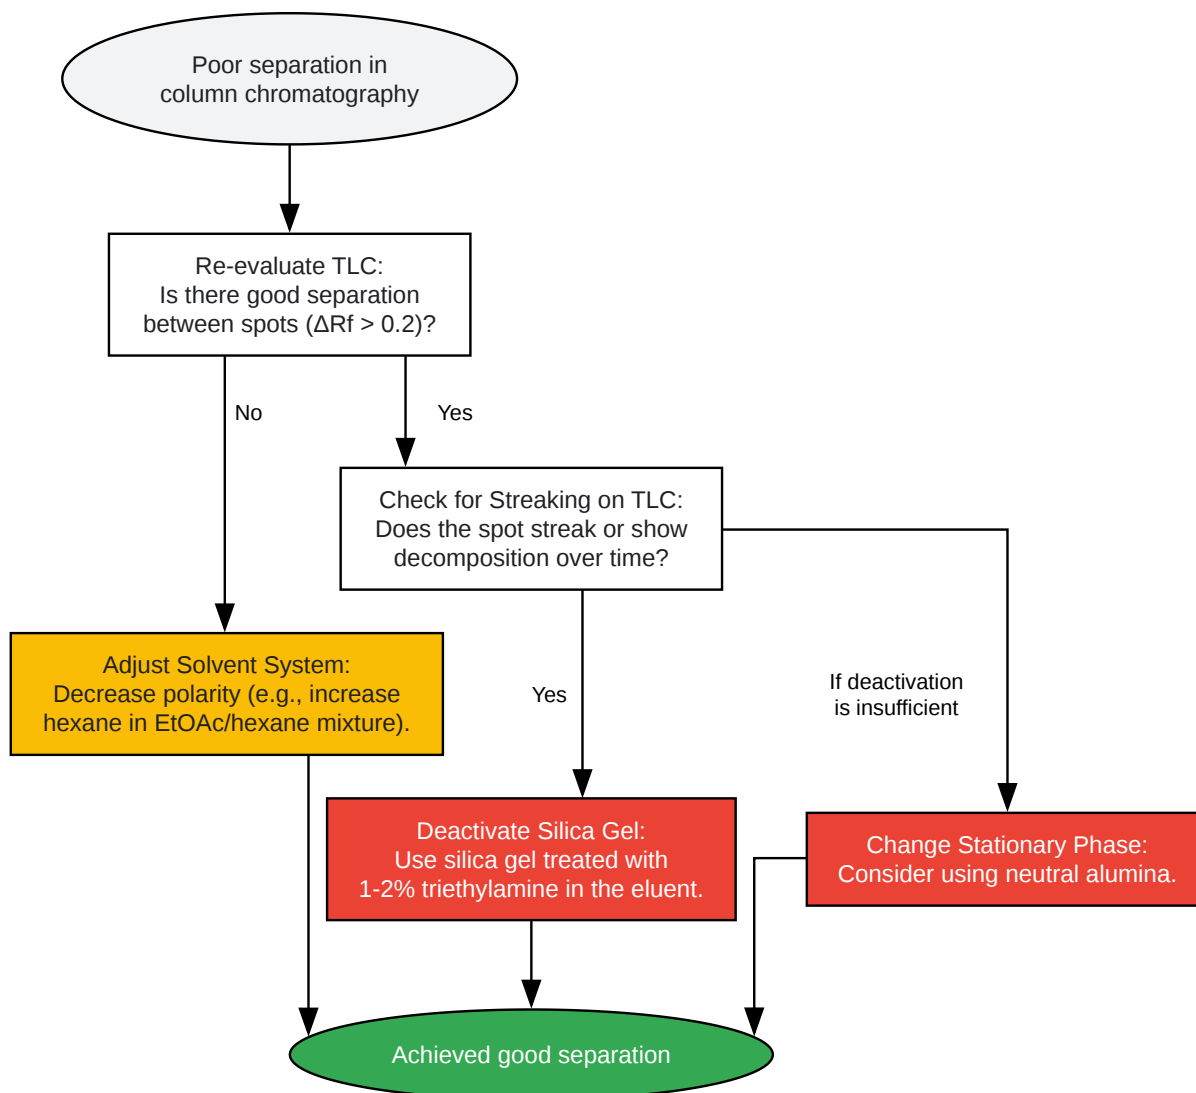 Poor separation in
column chromatography
Re-evaluate TLC:
Is there good separation
between spots (ΔRf > 0.2)?
No
Yes
Check for Streaking on TLC:
Does the spot streak or show
decomposition over time?
Adjust Solvent System:
Decrease polarity (e.g., increase
hexane in EtOAc/hexane mixture).
Yes
If deactivation
is insufficient
Deactivate Silica Gel:
Use silica gel treated with
1-2% triethylamine in the eluent.
Change Stationary Phase:
Consider using neutral alumina.
Achieved good separation